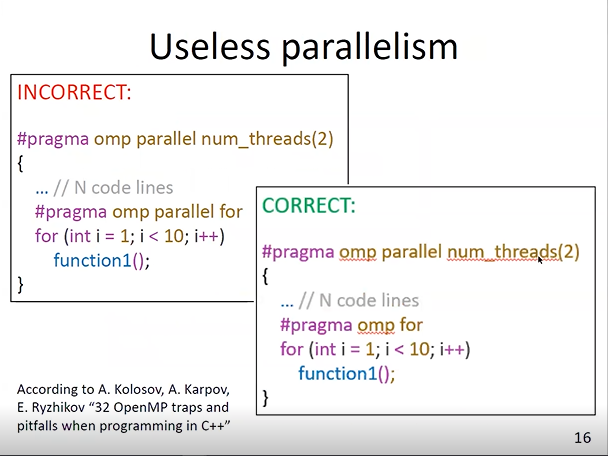 Useless parallelism
INCORRECT:
#pragma omp parallel num_threads(2)
{
… // N code lines
#pragma omp parallel for
for (int i = 1; i < 10; i++)
function1();
}
CORRECT:
#pragma omp parallel num_threads(2)
{
… // N code lines
#pragma omp for
for (int i = 1; i < 10; i++)
function1();
}
According to A. Kolosov, A. Karpov,
E. Ryzhikov “32 OpenMP traps and
pitfalls when programming in C++”
16